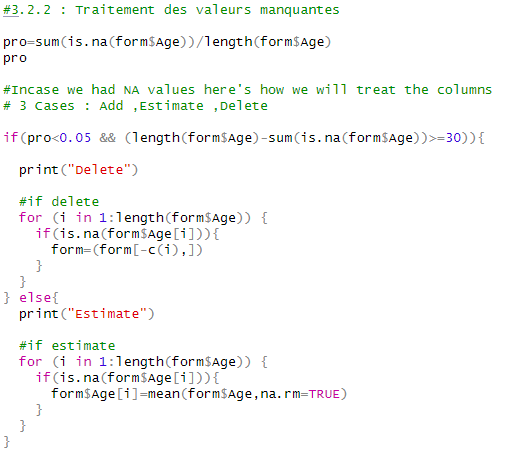 #3.2.2 : Traitement des valeurs manquantes
pro=sum(is.na(form$Age))/length(form$Age)
pro
#Incase we had NA values here's how we will treat the columns
# 3 Cases : Add ,Estimate ,Delete
if(pro<0.05 && (length(form$Age)-sum(is.na(form$Age))>=30)){
print("Delete")
#if delete
for (i in 1:length(form$Age)) {
if(is.na(form$Age[i])){
form=(form[-c(i),])
}
}
} else{
print("Estimate")
#if estimate
for (i in 1:length(form$Age)) {
if(is.na(form$Age[i])){
form$Age[i]=mean(form$Age,na.rm=TRUE)
}
}
}